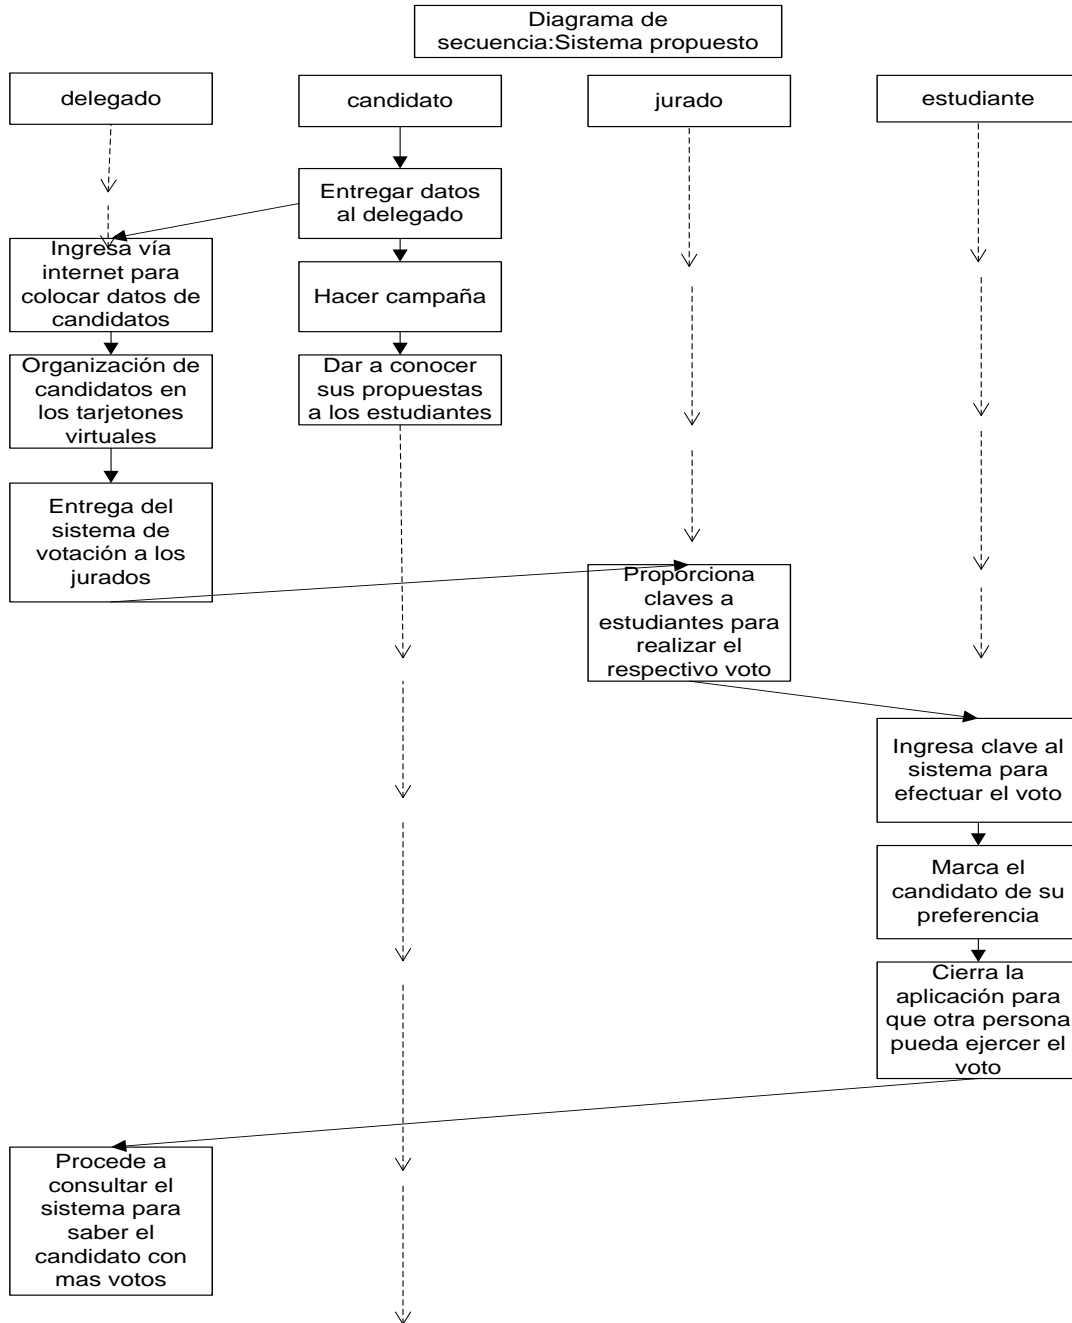 Diagrama de
secuencia:Sistema propuesto
delegado
candidato
jurado
estudiante
Entregar datos
al delegado
Ingresa vía
internet para
colocar datos de
candidatos
Hacer campaña
Organización de
candidatos en
los tarjetones
virtuales
Dar a conocer
sus propuestas
a los estudiantes
Entrega del
sistema de
votación a los
jurados
Proporciona
claves a
estudiantes para
realizar el
respectivo voto
Ingresa clave al
sistema para
efectuar el voto
Marca el
candidato de su
preferencia
Cierra la
aplicación para
que otra persona
pueda ejercer el
voto
Procede a
consultar el
sistema para
saber el
candidato con
mas votos